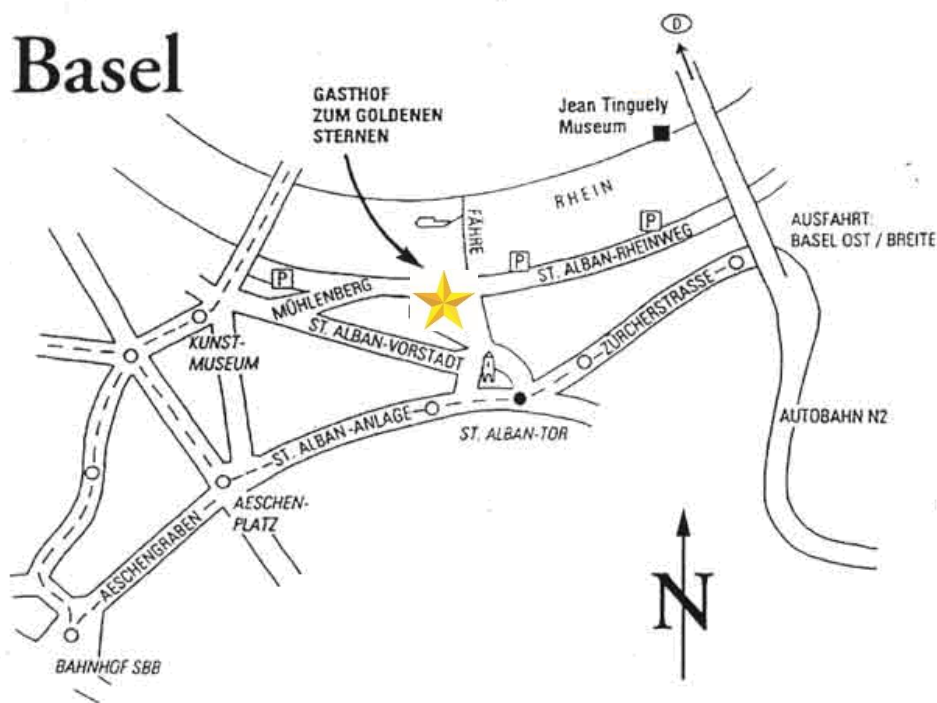 Basel
D
GASTHOF
ZUM GOLDENEN
STERNEN
Jean Tinguely
Museum
RHEIN
FÄHRE
P
P
ST. ALBAN-RHEINWEG
AUSFAHRT:
BASEL OST / BREITE
P
MÜHLENBERG
ST. ALBAN-VORSTADT
ZÜRCHERSTRASSE
KUNST-
MUSEUM
ST. ALBAN-ANLAGE
ST. ALBAN-TOR
AUTOBAHN N2
AESCHEN-
PLATZ
AESCHENGRABEN
N
BAHNHOF SBB